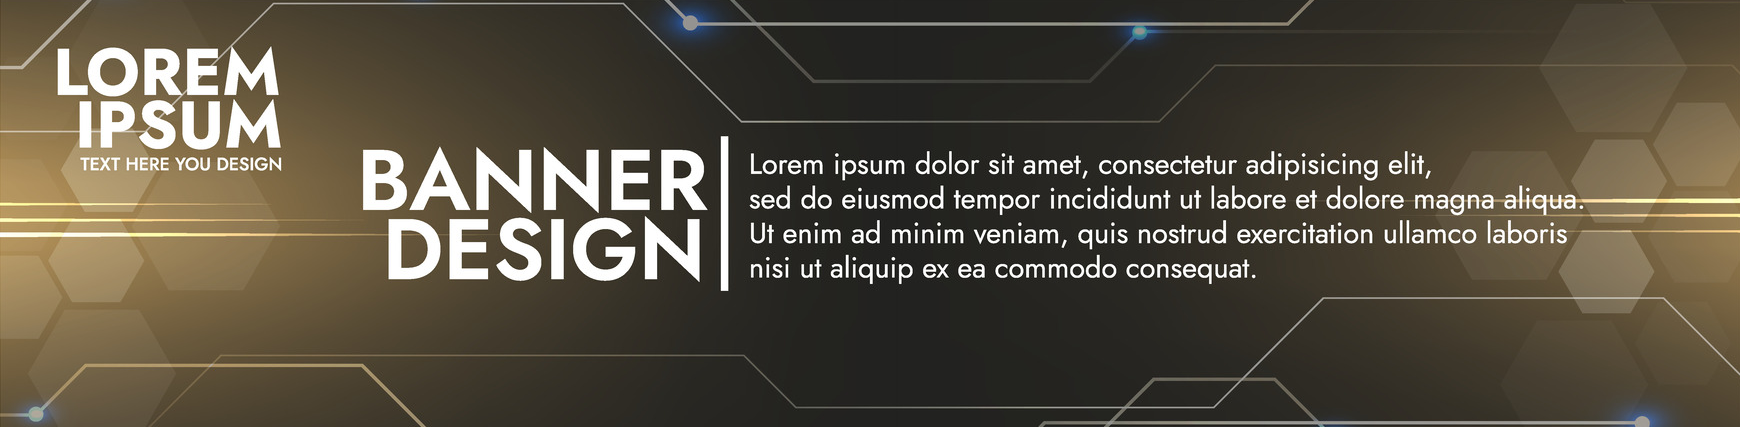 LOREM
IPSUM
TEXT HERE YOU DESIGN
BANNER
DESIGN
Lorem ipsum dolor sit amet, consectetur adipisicing elit,
sed do eiusmod tempor incididunt ut labore et dolore magna aliqua.
Ut enim ad minim veniam, quis nostrud exercitation ullamco laboris
nisi ut aliquip ex ea commodo consequat.